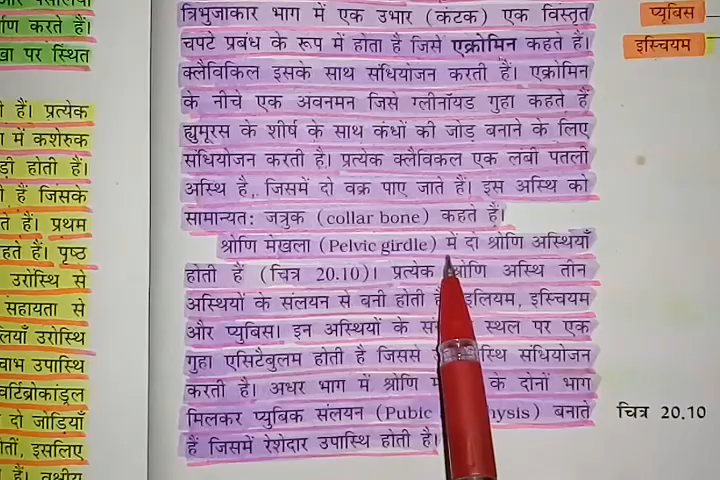 ाण करते हैं।
खा पर स्थित
हैं। प्रत्येक
में कशेरुक
ड़ी होती हैं।
हैं जिसके
ते हैं। प्रथम
हते हैं। पृष्ठ
उरोस्थि से
सहायता से
लियाँ उरोस्थि
वाभ उपास्थि
वर्टिब्रोकांड्रल
दो जोड़ियाँ
तीं, इसलिए
हैं। वक्षीय
त्रिभुजाकार भाग में एक उभार (कंटक) एक विस्तृत
चपटे प्रबंध के रूप में होता है जिसे एक्रोमिन कहते हैं।
क्लैविकिल इसके साथ संधियोजन करती हैं। एक्रोमिन
के नीचे एक अवनमन जिसे ग्लीनॉयड गुहा कहते हैं
ह्युमूरस के शीर्ष के साथ कंधों की जोड़ बनाने के लिए
संधियोजन करती है। प्रत्येक क्लैविकल एक लंबी पतली
अस्थि है, जिसमें दो वक्र पाए जाते हैं। इस अस्थि को
सामान्यत: जत्रुक (collar bone) कहते हैं।
श्रोणि मेखला (Pelvic girdle) में दो श्रोणि अस्थियाँ
होती हैं (चित्र 20.10)। प्रत्येक श्रोणि अस्थि तीन
अस्थियों के संलयन से बनी होती इलियम, इस्चियम
और प्युबिस। इन अस्थियों के स्थल पर एक
गुहा एसिटैबुलम होती है जिससे संधियोजन
करती है। अधर भाग में श्रोणि के दोनों भाग
मिलकर प्युबिक संलयन (Pubic बनाते
हैं जिसमें रेशेदार उपास्थि होती है।
प्यूबिस
इस्चियम
चित्र 20.10